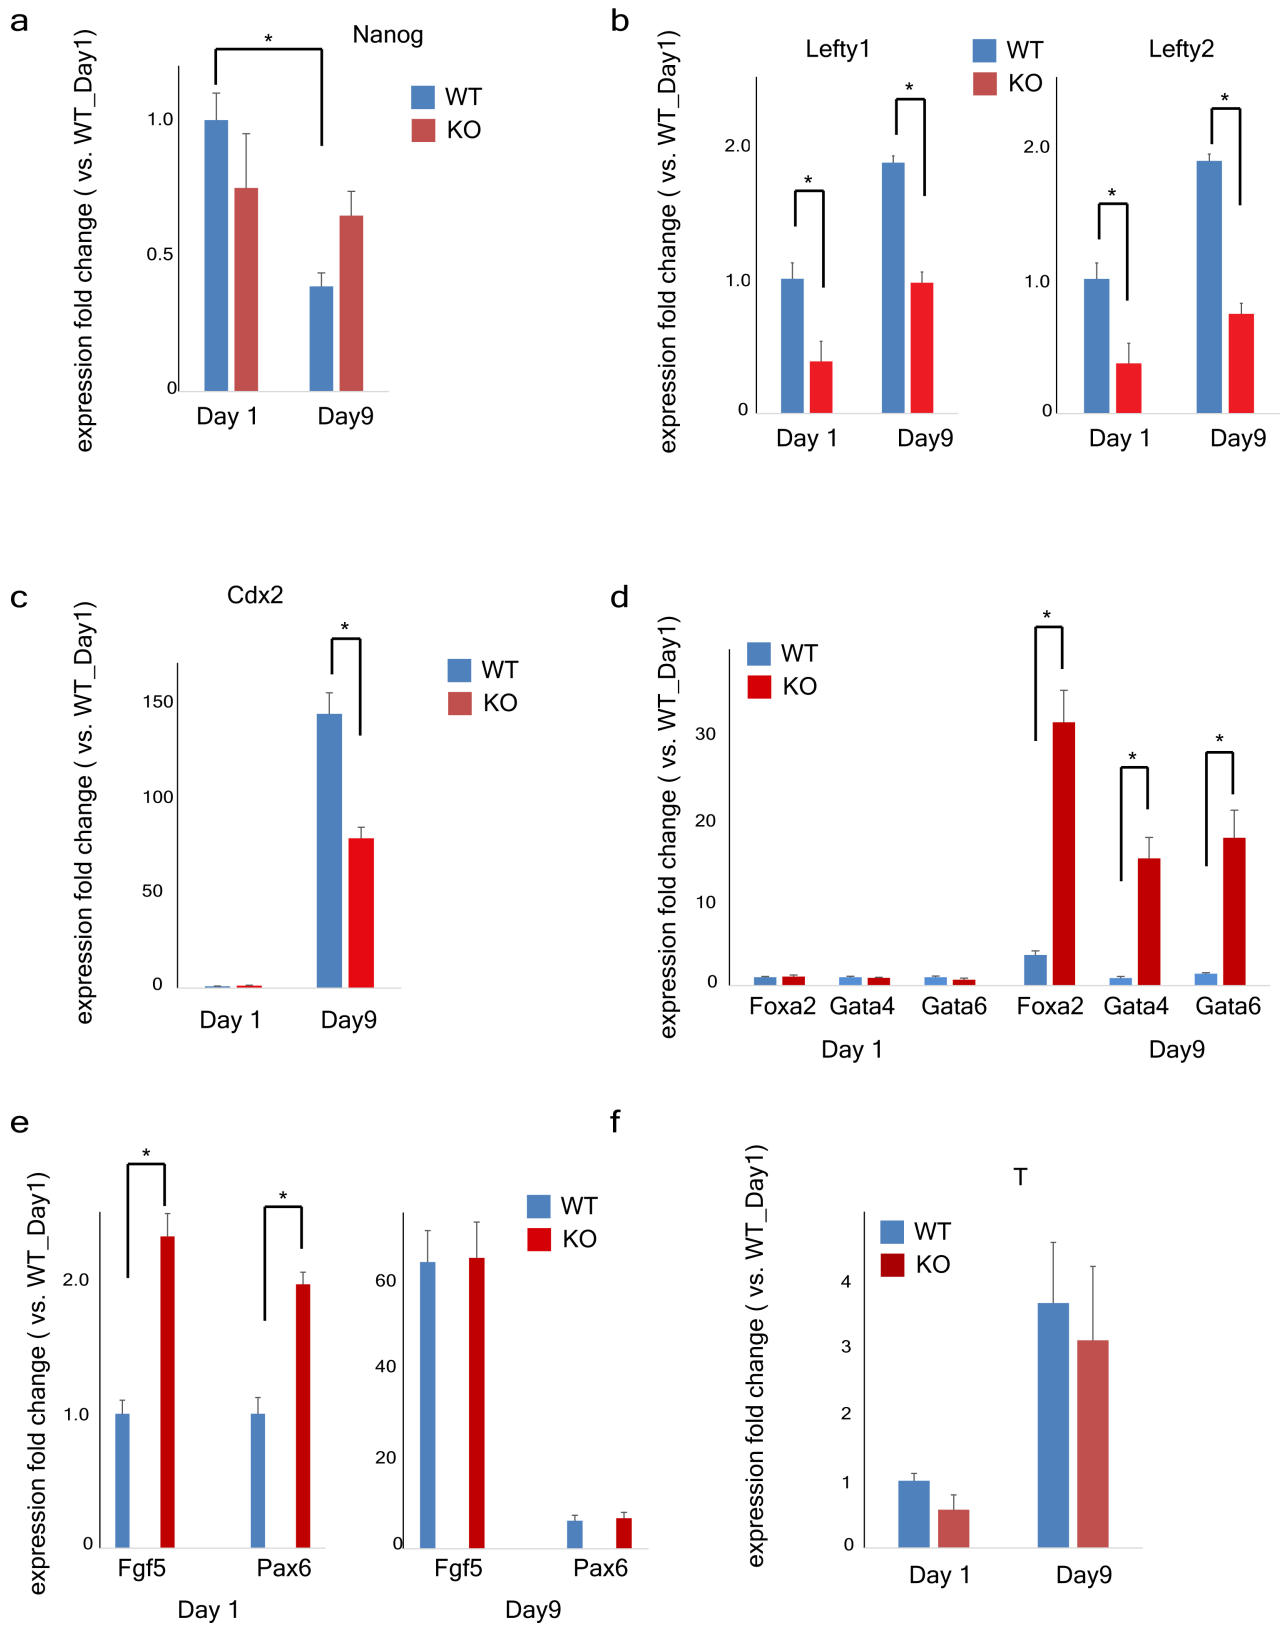 a
Nanog
*
expression fold change ( vs. WT_Day1)
WT
KO
1.0
0.5
0
Day 1
Day9
b
Lefty1
WT
KO
Lefty2
expression fold change ( vs. WT_Day1)
*
*
2.0
1.0
0
Day 1
Day9
*
*
2.0
1.0
0
Day 1
Day9
c
Cdx2
expression fold change ( vs. WT_Day1)
*
WT
KO
150
100
50
0
Day 1
Day9
d
expression fold change ( vs. WT_Day1)
WT
KO
*
*
*
30
20
10
0
Foxa2 Gata4 Gata6 Foxa2 Gata4 Gata6
Day 1
Day9
e
expression fold change ( vs. WT_Day1)
*
*
2.0
1.0
0
Fgf5
Pax6
Day 1
WT
KO
60
40
20
0
Fgf5
Pax6
Day9
f
T
expression fold change ( vs. WT_Day1)
WT
KO
4
3
2
1
0
Day 1
Day9